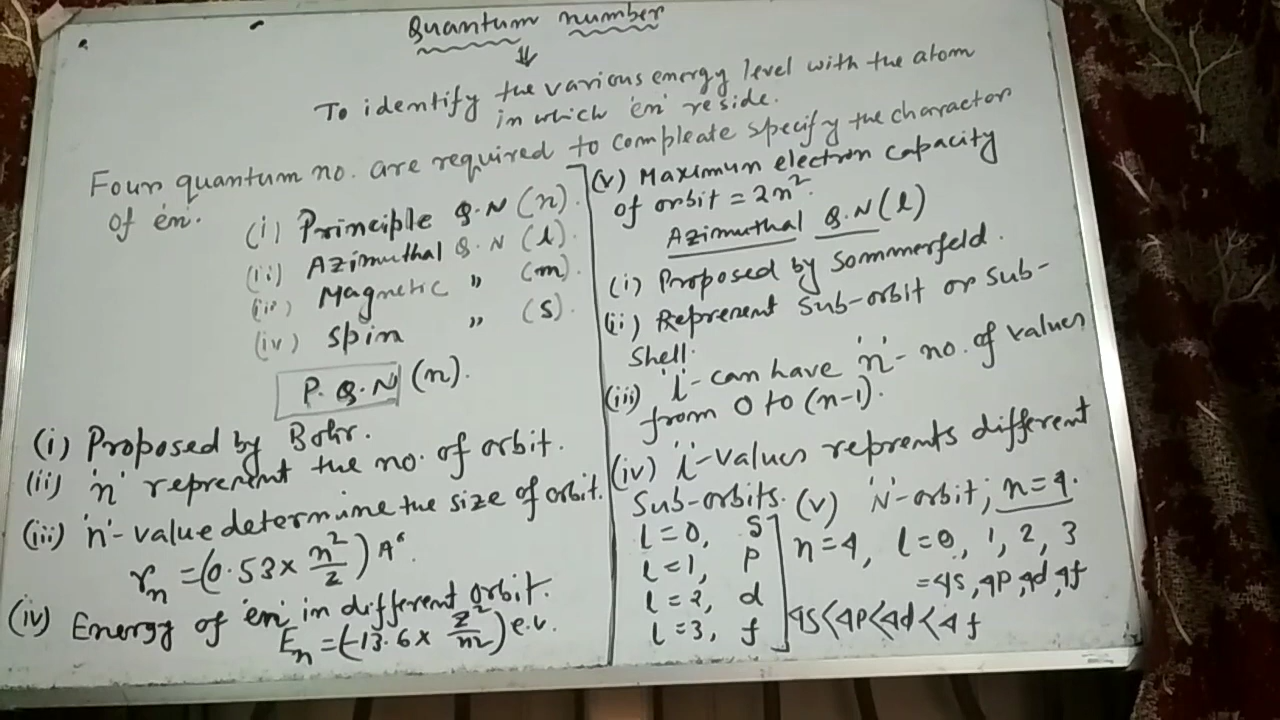 Quantum number
⇓
To identify the various energy level with the atom
in which 'en' reside.
Four quantum no. are required to compleate specify the character
of en.
(i) Principle Q.N (n).
(ii) Azimuthal Q.N (l).
(iii) Magnetic " (m).
(iv) Spin " (s).
P.Q.N (n).
(i) Proposed by Bohr.
(ii) 'n' reprenent the no. of orbit.
(iii) 'n'-value determine the size of orbit.
rn = (0.53 × n²/z) A°.
(iv) Energy of 'en' in different orbit.
En = (-13.6 × z²/n²) e.v.
(v) Maximum electron capacity
of orbit = 2n².
Azimuthal Q.N (l)
(i) Proposed by Sommerfeld.
(ii) Reprenent Sub-orbit or Sub-
Shell.
(iii) 'l'-can have 'n'-no. of values
from 0 to (n-1).
(iv) 'l'-values reprents different
Sub-orbits.
l=0, S
l=1, p
l=2, d
l=3, f
(v) 'N'-orbit; n=4.
n=4, l=0, 1, 2, 3
=4s, 4p, 4d, 4f
4s<4p<4d<4f